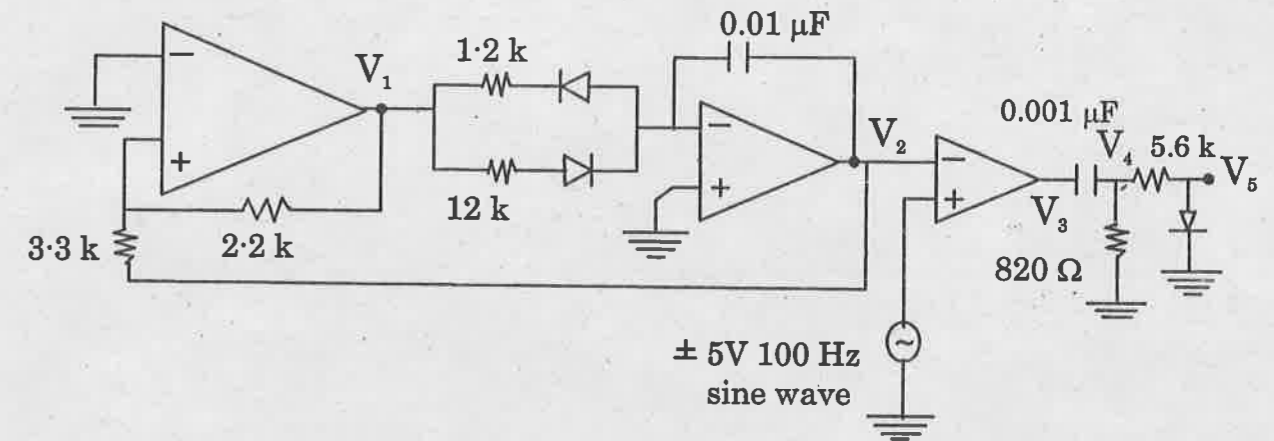 0.01 μF
1·2 k
V₁
−
+
0.001 μF
−
V₂
V₄
5.6 k
−
V₅
+
+
12 k
V₃
3·3 k
2·2 k
820 Ω
± 5V 100 Hz
sine wave
~